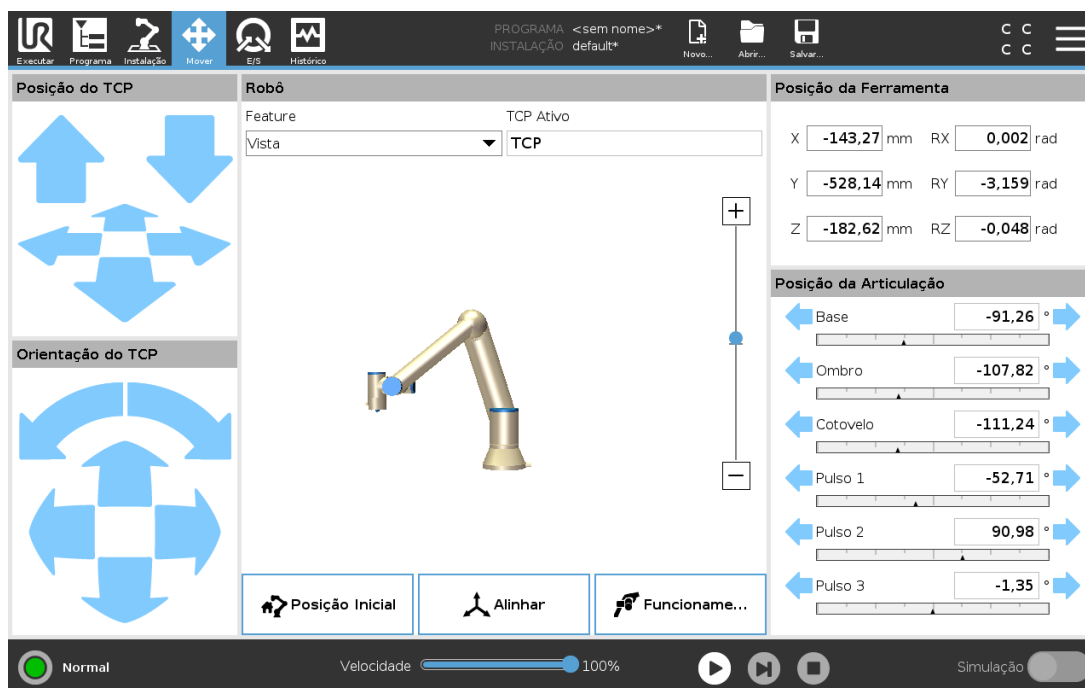 PROGRAMA <sem nome>*
INSTALAÇÃO default*
C C
C C
Executar Programa Instalação Mover E/S Histórico Novo... Abrir... Salvar...
Posição do TCP
Robô
Posição da Ferramenta
Feature TCP Ativo
Vista TCP
X -143,27 mm RX 0,002 rad
Y -528,14 mm RY -3,159 rad
Z -182,62 mm RZ -0,048 rad
Posição da Articulação
Base -91,26 °
Orientação do TCP
Ombro -107,82 °
Cotovelo -111,24 °
Pulso 1 -52,71 °
Pulso 2 90,98 °
Pulso 3 -1,35 °
Posição Inicial Alinhar Funcioname...
Normal Velocidade 100% Simulação